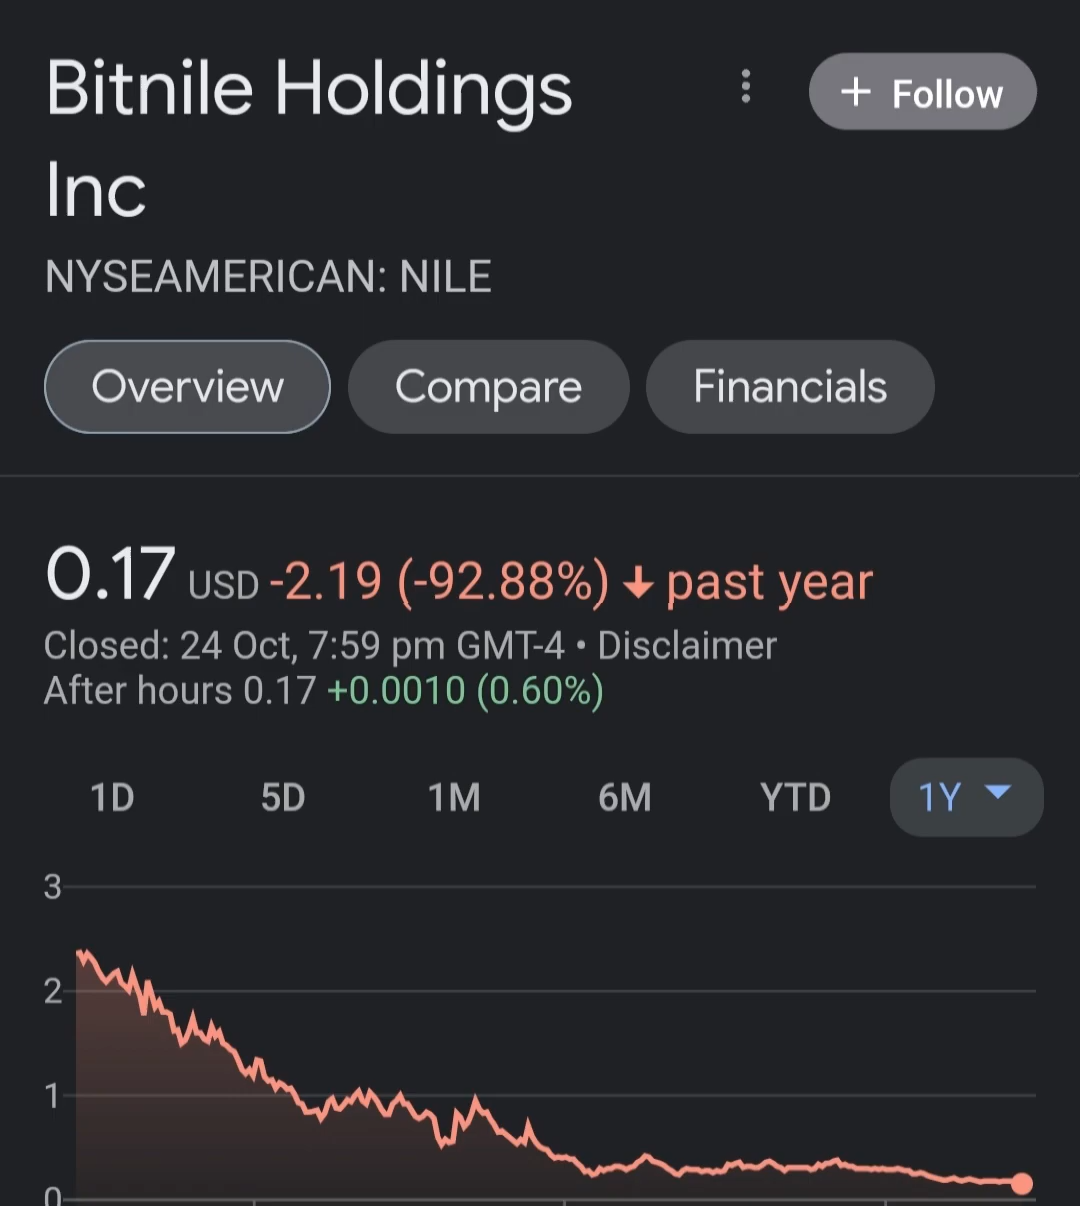 Bitnile Holdings
Inc
+ Follow
NYSEAMERICAN: NILE
Overview Compare Financials
0.17 USD -2.19 (-92.88%) ↓ past year
Closed: 24 Oct, 7:59 pm GMT-4 • Disclaimer
After hours 0.17 +0.0010 (0.60%)
1D 5D 1M 6M YTD 1Y
3
2
1
0